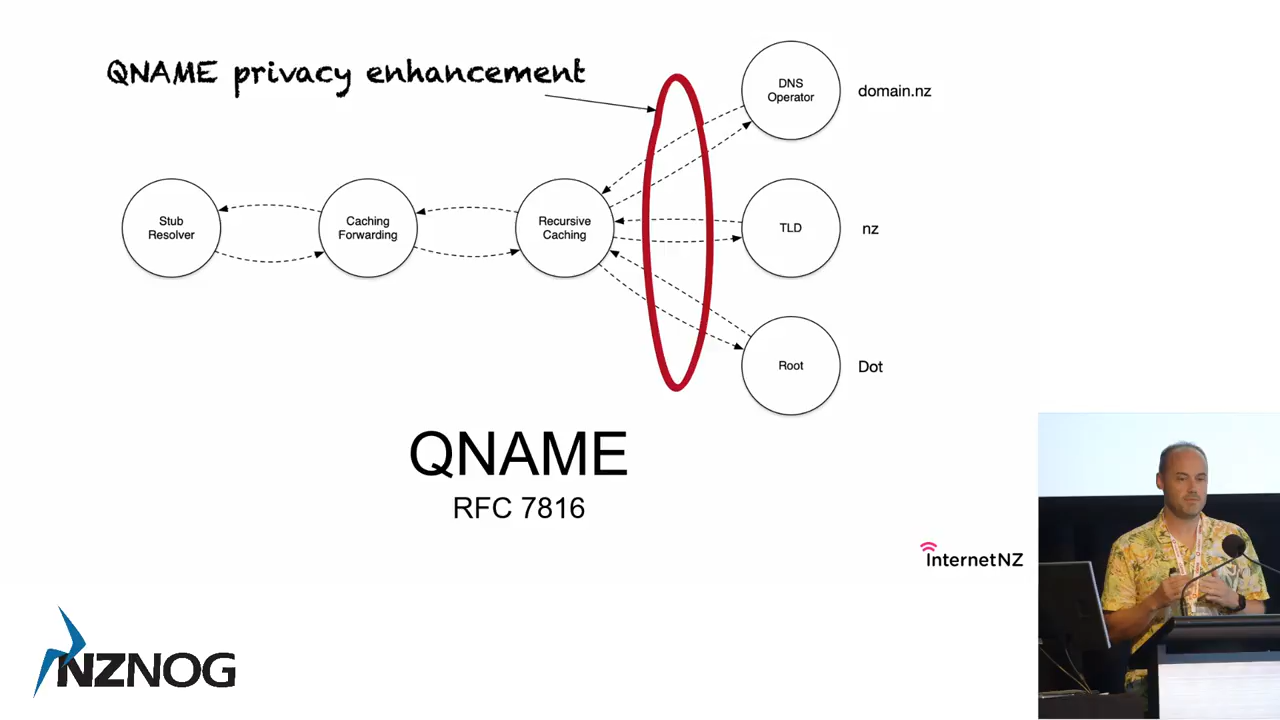 QNAME privacy enhancement
DNS
Operator
domain.nz
Stub
Resolver
Caching
Forwarding
Recursive
Caching
TLD
nz
Root
Dot
QNAME
RFC 7816
InternetNZ
NZNOG